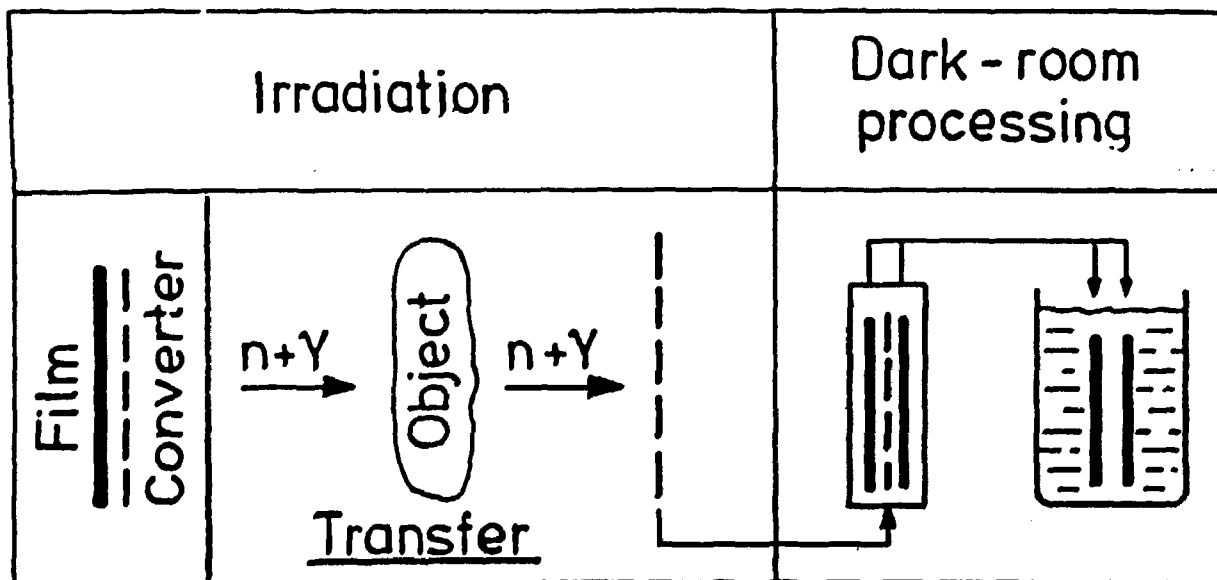 Irradiation
Dark-room
processing
Film
Converter
n+γ
Object
n+γ
Transfer